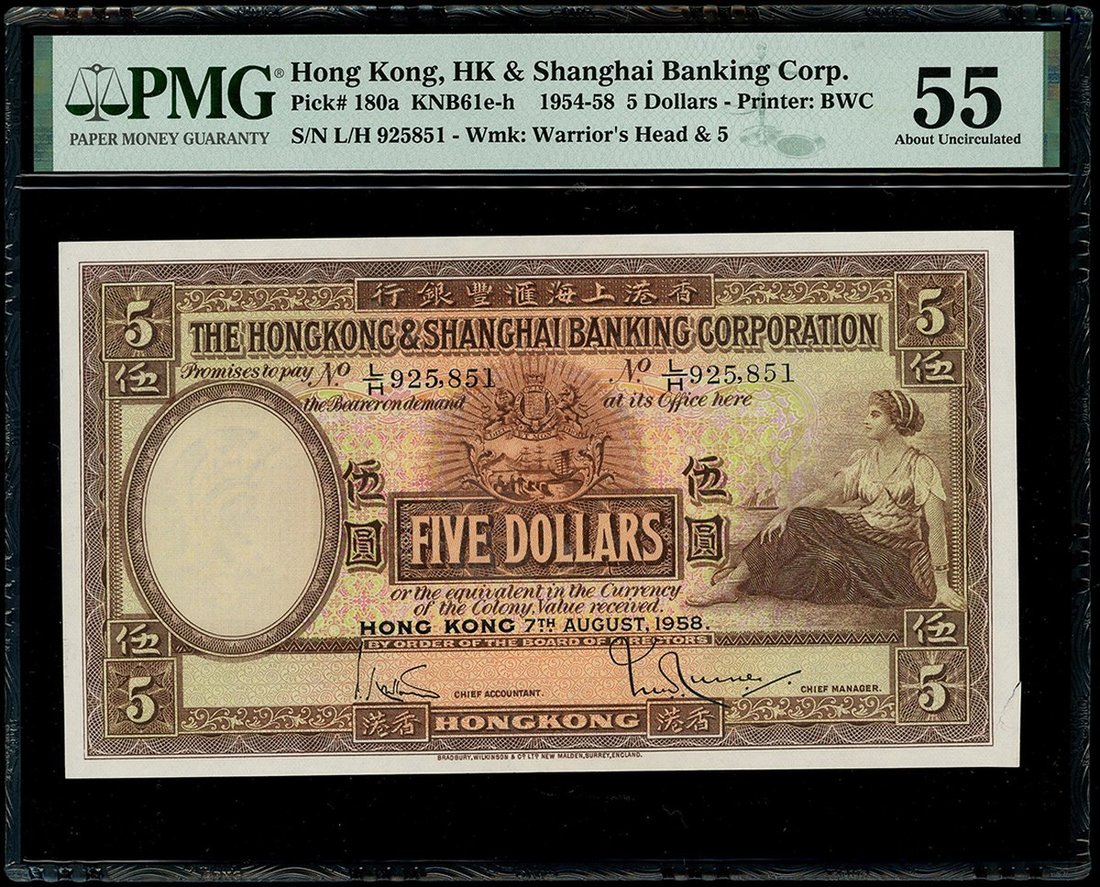 PMG®
PAPER MONEY GUARANTY
Hong Kong, HK & Shanghai Banking Corp.
Pick# 180a KNB61e-h 1954-58 5 Dollars - Printer: BWC
S/N L/H 925851 - Wmk: Warrior's Head & 5
55
About Uncirculated
行銀豐滙海上港香
5
5
THE HONGKONG & SHANGHAI BANKING CORPORATION
伍
伍
Promises to pay No L/H 925,851 No L/H 925,851
the Bearer on demand at its Office here
伍圓
伍圓
FIVE DOLLARS
or the equivalent in the Currency
of the Colony, Value received.
HONG KONG 7TH AUGUST, 1958.
BY ORDER OF THE BOARD OF DIRECTORS
伍
伍
5
5
CHIEF ACCOUNTANT.
CHIEF MANAGER.
港香 HONGKONG 港香
BRADBURY, WILKINSON & Co LTD NEW MALDEN, SURREY, ENGLAND.